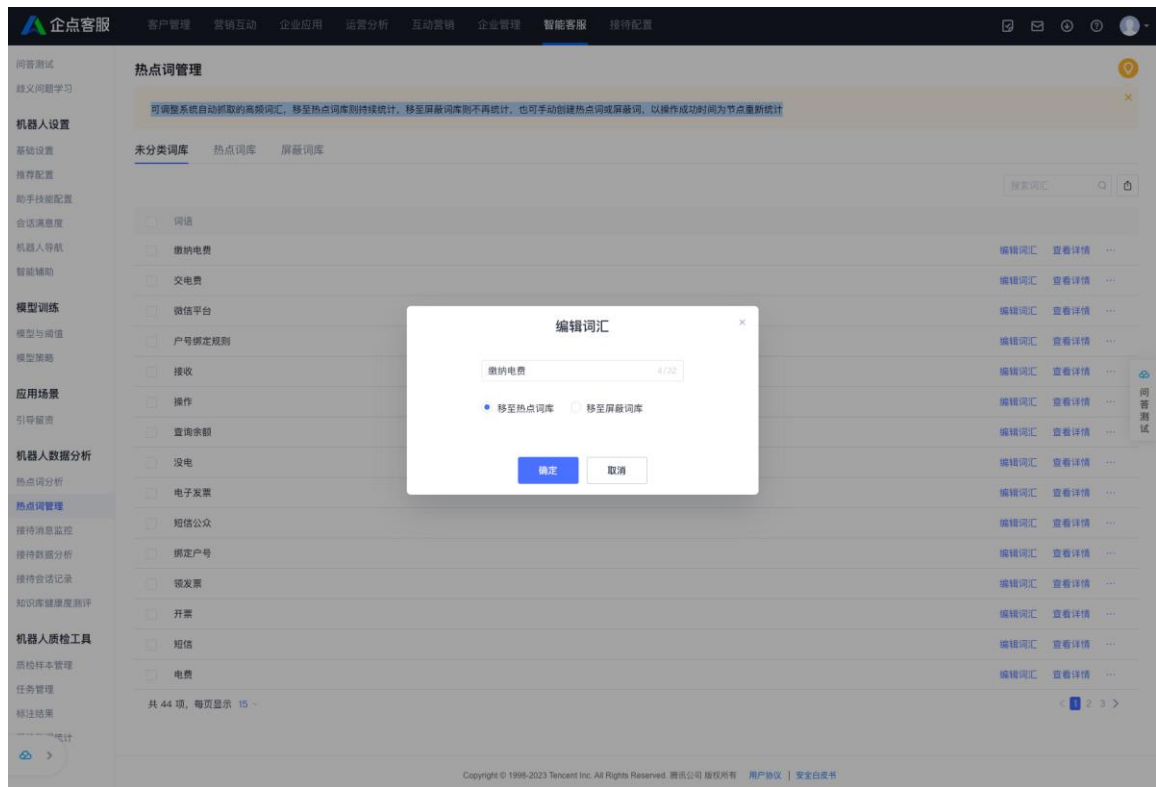 企点客服
客户管理 营销互动 企业应用 运营分析 互动营销 企业管理 智能客服 接待配置
问答测试
歧义问题学习
机器人设置
基础设置
推荐配置
助手技能配置
会话满意度
机器人导航
智能辅助
模型训练
模型与阈值
模型策略
应用场景
引导留资
机器人数据分析
热点词分析
热点词管理
接待消息监控
接待数据分析
接待会话记录
知识库健康度测评
机器人质检工具
质检样本管理
任务管理
标注结果
热点词管理
可调整系统自动抓取的高频词汇，移至热点词库则持续统计，移至屏蔽词库则不再统计，也可手动创建热点词或屏蔽词，以操作成功时间为节点重新统计
未分类词库 热点词库 屏蔽词库
搜索词汇
词语
缴纳电费 编辑词汇 查看详情 ···
交电费 编辑词汇 查看详情 ···
微信平台 编辑词汇 查看详情 ···
户号绑定规则 编辑词汇 查看详情 ···
接收 编辑词汇 查看详情 ···
操作 编辑词汇 查看详情 ···
查询余额 编辑词汇 查看详情 ···
没电 编辑词汇 查看详情 ···
电子发票 编辑词汇 查看详情 ···
短信公众 编辑词汇 查看详情 ···
绑定户号 编辑词汇 查看详情 ···
领发票 编辑词汇 查看详情 ···
开票 编辑词汇 查看详情 ···
短信 编辑词汇 查看详情 ···
电费 编辑词汇 查看详情 ···
共 44 项，每页显示 15
1 2 3
编辑词汇
缴纳电费 4/32
移至热点词库 移至屏蔽词库
确定 取消
问答测试
Copyright © 1998-2023 Tencent Inc. All Rights Reserved. 腾讯公司 版权所有 用户协议 | 安全白皮书